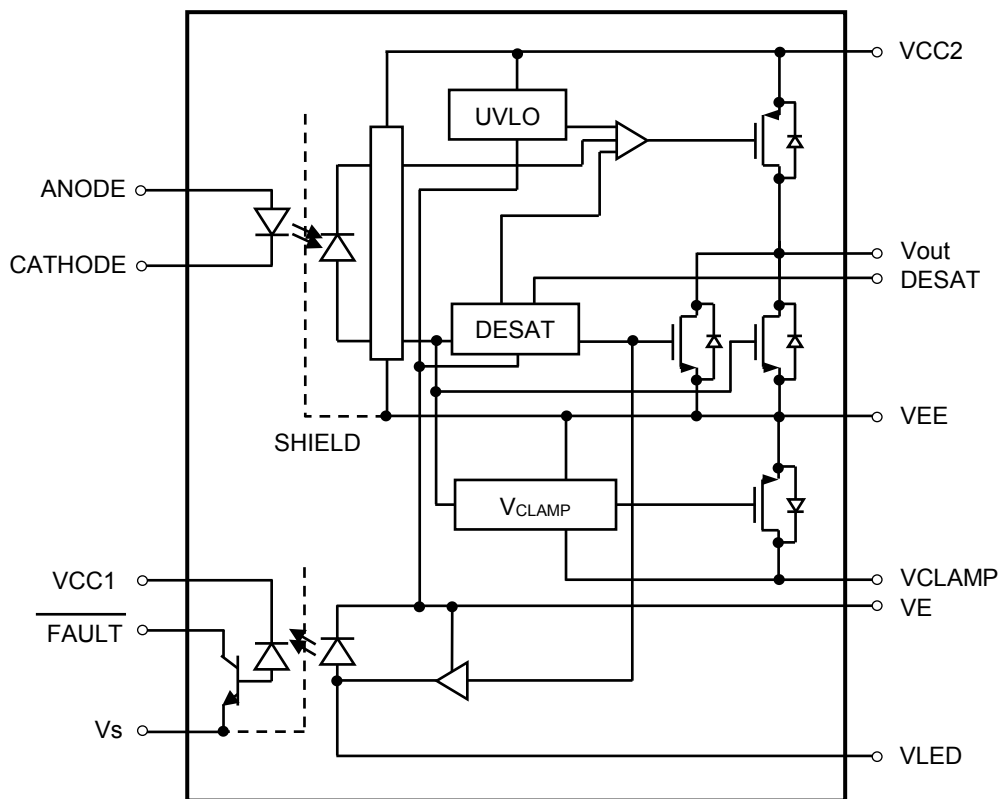 VCC2
UVLO
ANODE
CATHODE
Vout
DESAT
DESAT
VEE
SHIELD
VCLAMP
VCC1
VCLAMP
FAULT
VE
Vs
VLED